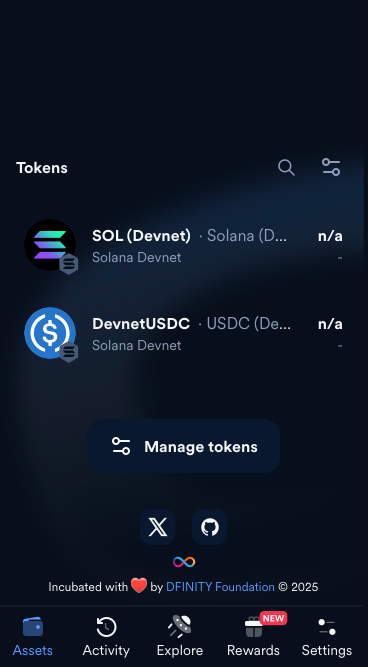 Tokens
SOL (Devnet) · Solana (D... n/a
Solana Devnet -
DevnetUSDC · USDC (De... n/a
Solana Devnet -
Manage tokens
Incubated with ❤️ by DFINITY Foundation © 2025
NEW
Assets Activity Explore Rewards Settings